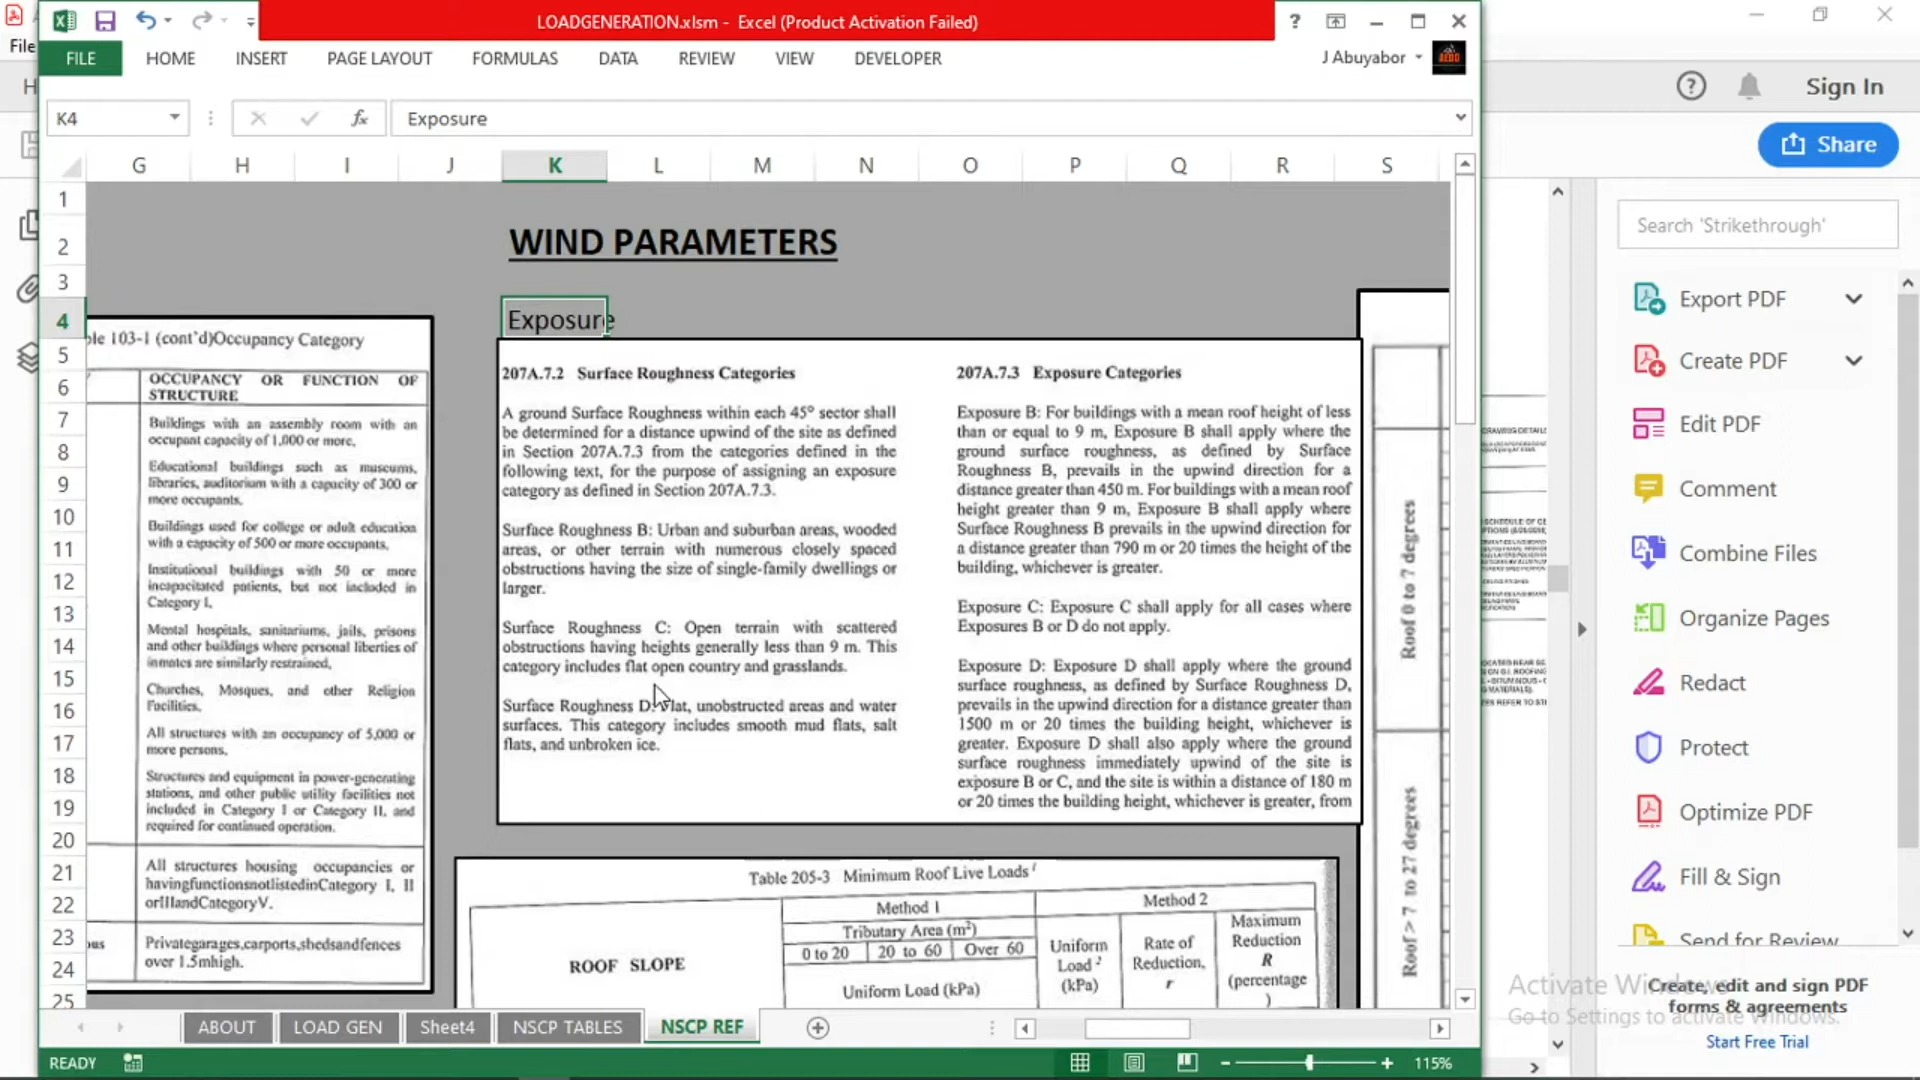 LOADGENERATION.xlsm - Excel (Product Activation Failed)
File
FILE
HOME
INSERT
PAGE LAYOUT
FORMULAS
DATA
REVIEW
VIEW
DEVELOPER
J Abuyabor
Sign In
K4
Exposure
Share
G H I J K L M N O P Q R S
1
2
3
4
5
6
7
8
9
10
11
12
13
14
15
16
17
18
19
20
21
22
23
24
25
WIND PARAMETERS
Exposure
ble 103-1 (cont'd)Occupancy Category
OCCUPANCY OR FUNCTION OF
STRUCTURE
Buildings with an assembly room with an
occupant capacity of 1,000 or more.
Educational buildings such as museums,
libraries, auditorium with a capacity of 300 or
more occupants.
Buildings used for college or adult education
with a capacity of 500 or more occupants.
Institutional buildings with 50 or more
incapacitated patients, but not included in
Category I.
Mental hospitals, sanitariums, jails, prisons
and other buildings where personal liberties of
inmates are similarly restrained.
Churches, Mosques, and other Religion
Facilities.
All structures with an occupancy of 5,000 or
more persons.
Structures and equipment in power-generating
stations, and other public utility facilities not
included in Category I or Category II, and
required for continued operation.
All structures housing occupancies or
havingfunctionsnotlistedinCategory I, II
orIIIandCategoryV.
Privategarages,carports,shedsandfences
over 1.5mhigh.
207A.7.2 Surface Roughness Categories
A ground Surface Roughness within each 45° sector shall
be determined for a distance upwind of the site as defined
in Section 207A.7.3 from the categories defined in the
following text, for the purpose of assigning an exposure
category as defined in Section 207A.7.3.
Surface Roughness B: Urban and suburban areas, wooded
areas, or other terrain with numerous closely spaced
obstructions having the size of single-family dwellings or
larger.
Surface Roughness C: Open terrain with scattered
obstructions having heights generally less than 9 m. This
category includes flat open country and grasslands.
Surface Roughness D: Flat, unobstructed areas and water
surfaces. This category includes smooth mud flats, salt
flats, and unbroken ice.
207A.7.3 Exposure Categories
Exposure B: For buildings with a mean roof height of less
than or equal to 9 m, Exposure B shall apply where the
ground surface roughness, as defined by Surface
Roughness B, prevails in the upwind direction for a
distance greater than 450 m. For buildings with a mean roof
height greater than 9 m, Exposure B shall apply where
Surface Roughness B prevails in the upwind direction for
a distance greater than 790 m or 20 times the height of the
building, whichever is greater.
Exposure C: Exposure C shall apply for all cases where
Exposures B or D do not apply.
Exposure D: Exposure D shall apply where the ground
surface roughness, as defined by Surface Roughness D,
prevails in the upwind direction for a distance greater than
1500 m or 20 times the building height, whichever is
greater. Exposure D shall also apply where the ground
surface roughness immediately upwind of the site is
exposure B or C, and the site is within a distance of 180 m
or 20 times the building height, whichever is greater, from
Roof 0 to 7 degrees
Roof > 7 to 27 degrees
Table 205-3 Minimum Roof Live Loads 1
ROOF SLOPE
Method 1
Tributary Area (m²)
0 to 20
20 to 60
Over 60
Uniform Load (kPa)
Method 2
Uniform
Load 2
(kPa)
Rate of
Reduction,
r
Maximum
Reduction
R
(percentage
)
ABOUT
LOAD GEN
Sheet4
NSCP TABLES
NSCP REF
READY
115%
Search 'Strikethrough'
Export PDF
Create PDF
Edit PDF
Comment
Combine Files
Organize Pages
Redact
Protect
Optimize PDF
Fill & Sign
Send for Review
Create, edit and sign PDF
forms & agreements
Start Free Trial
Activate Windows
Go to Settings to activate Windows.